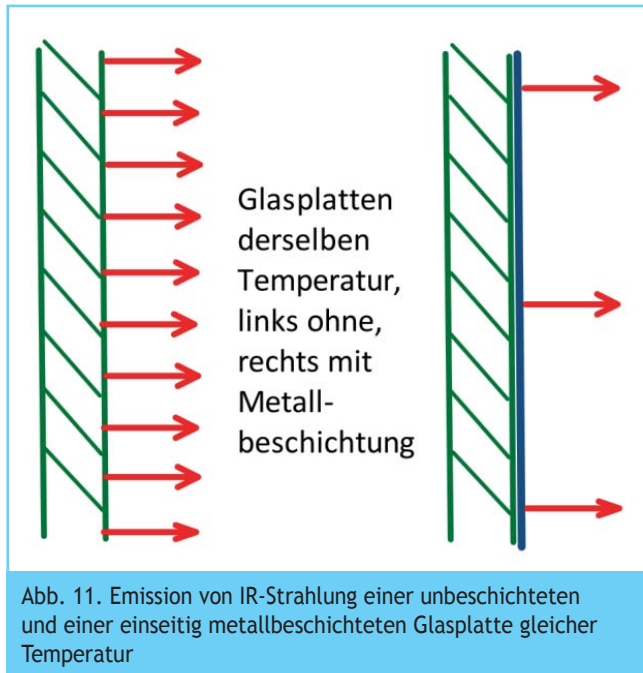 Glasplatten
derselben
Temperatur,
links ohne,
rechts mit
Metall-
beschichtung
Abb. 11. Emission von IR-Strahlung einer unbeschichteten
und einer einseitig metallbeschichteten Glasplatte gleicher
Temperatur